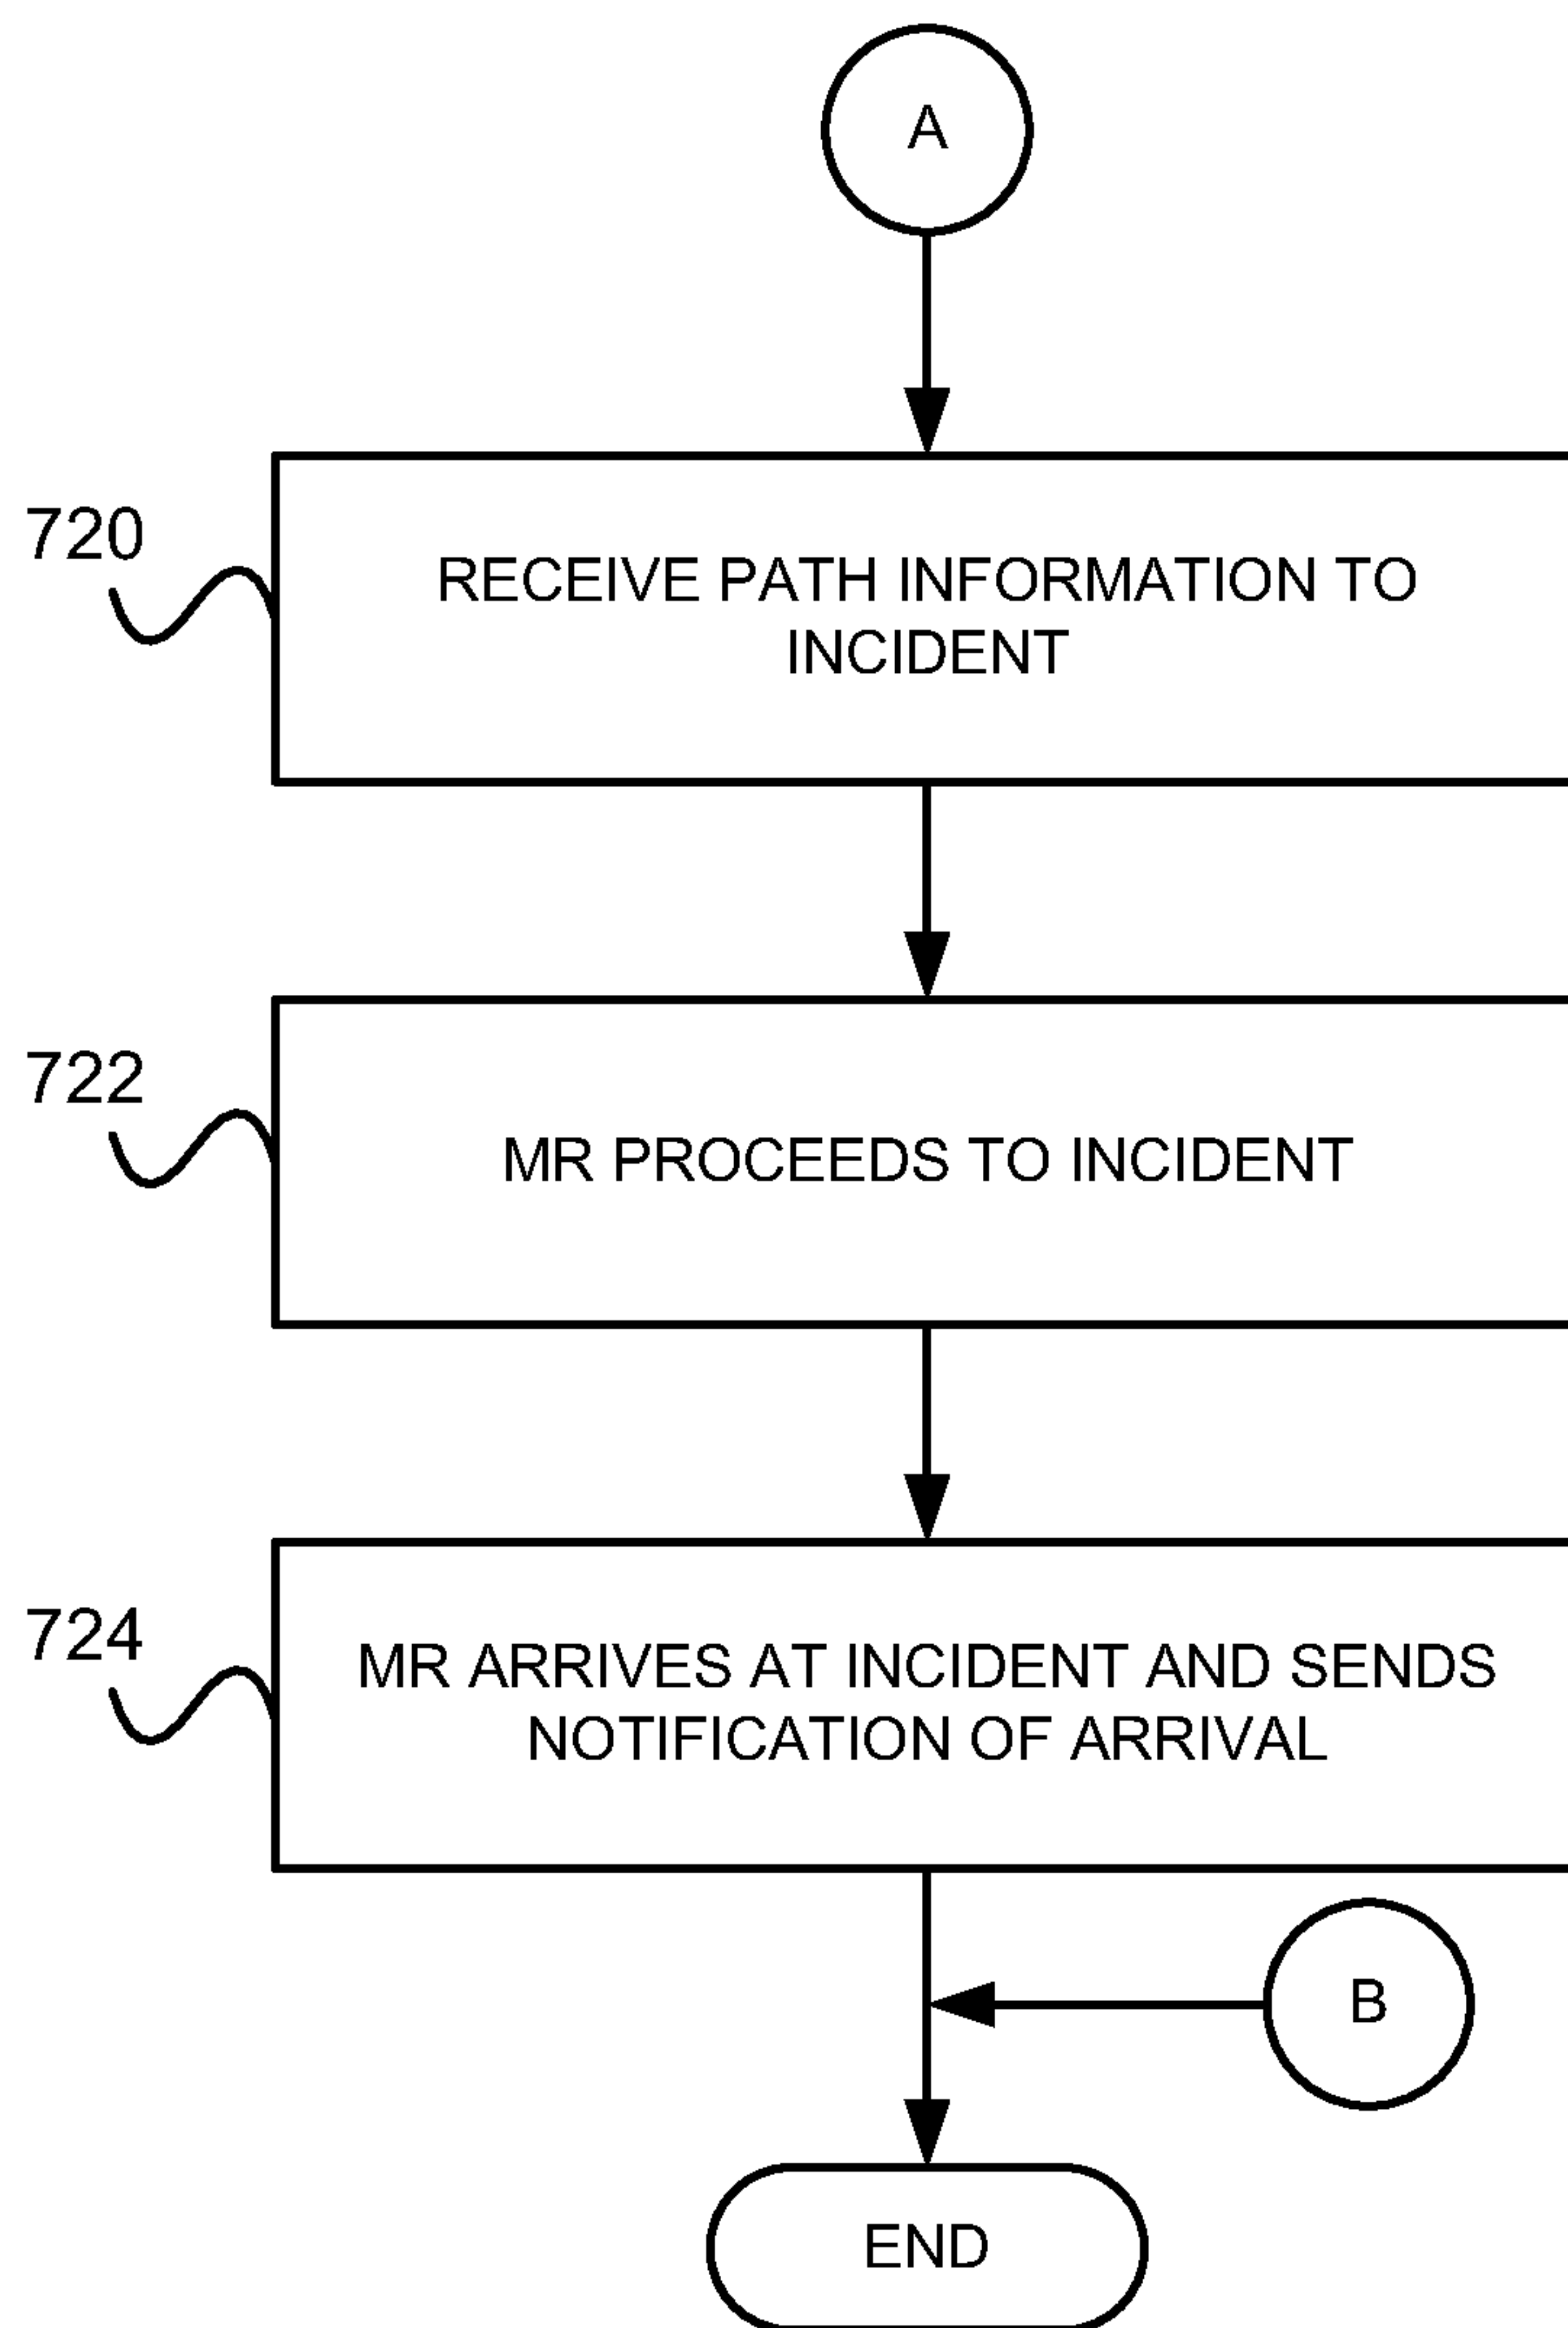 A
720
RECEIVE PATH INFORMATION TO
INCIDENT
722
MR PROCEEDS TO INCIDENT
724
MR ARRIVES AT INCIDENT AND SENDS
NOTIFICATION OF ARRIVAL
B
END